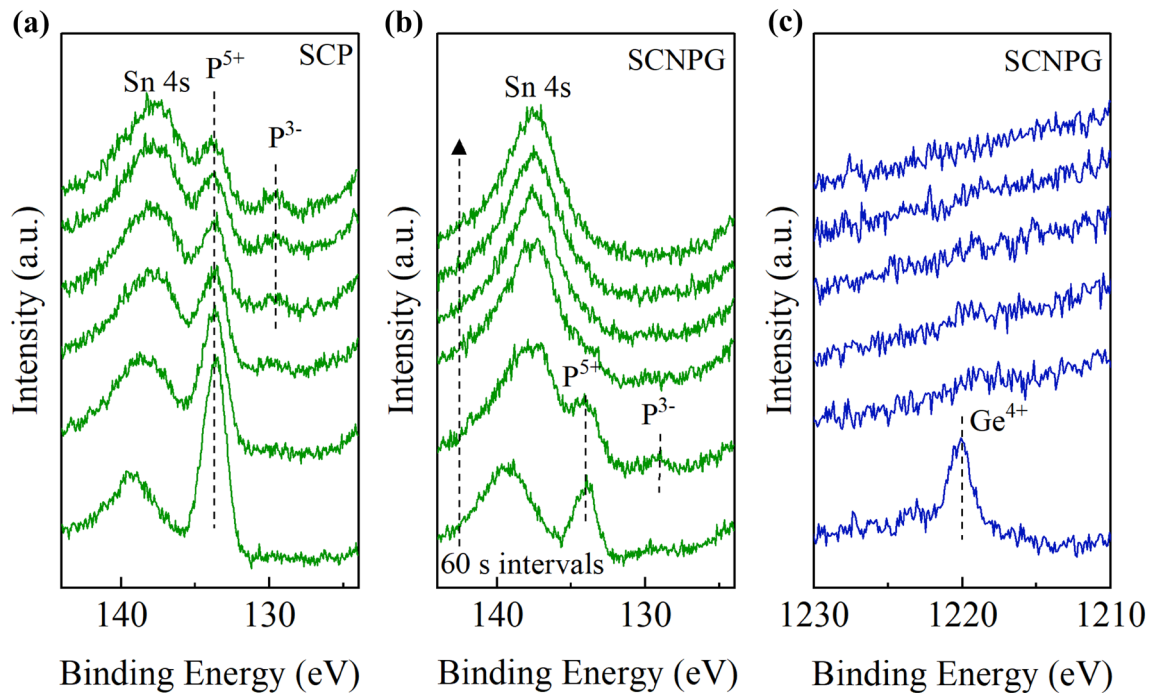 (a)
SCP
Sn 4s
P5+
P3-
Intensity (a.u.)
140
130
Binding Energy (eV)
(b)
SCNPG
Sn 4s
P5+
P3-
60 s intervals
Intensity (a.u.)
140
130
Binding Energy (eV)
(c)
SCNPG
Ge4+
Intensity (a.u.)
1230
1220
1210
Binding Energy (eV)